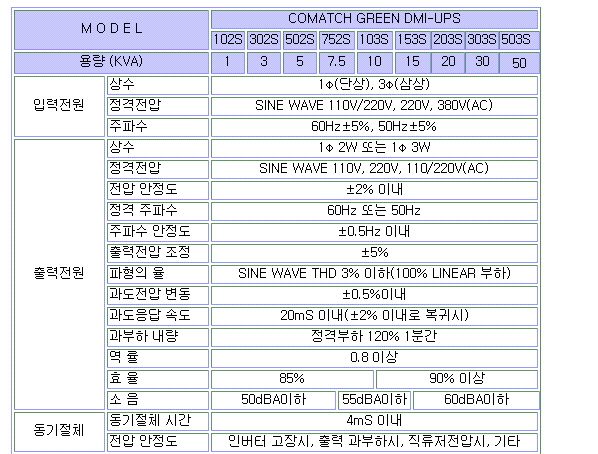 M O D E L
COMATCH GREEN DMI-UPS
102S 302S 502S 752S 103S 153S 203S 303S 503S
용량 (KVA) 1 3 5 7.5 10 15 20 30 50
입력전원
상수 1Φ(단상), 3Φ(삼상)
정격전압 SINE WAVE 110V/220V, 220V, 380V(AC)
주파수 60Hz±5%, 50Hz±5%
출력전원
상수 1Φ 2W 또는 1Φ 3W
정격전압 SINE WAVE 110V, 220V, 110/220V(AC)
전압 안정도 ±2% 이내
정격 주파수 60Hz 또는 50Hz
주파수 안정도 ±0.5Hz 이내
출력전압 조정 ±5%
파형의 율 SINE WAVE THD 3% 이하(100% LINEAR 부하)
과도전압 변동 ±0.5%이내
과도응답 속도 20mS 이내(±2% 이내로 복귀시)
과부하 내량 정격부하 120% 1분간
역 율 0.8 이상
효 율 85% 90% 이상
소 음 50dBA이하 55dBA이하 60dBA이하
동기절체
동기절체 시간 4mS 이내
전압 안정도 인버터 고장시, 출력 과부하시, 직류저전압시, 기타